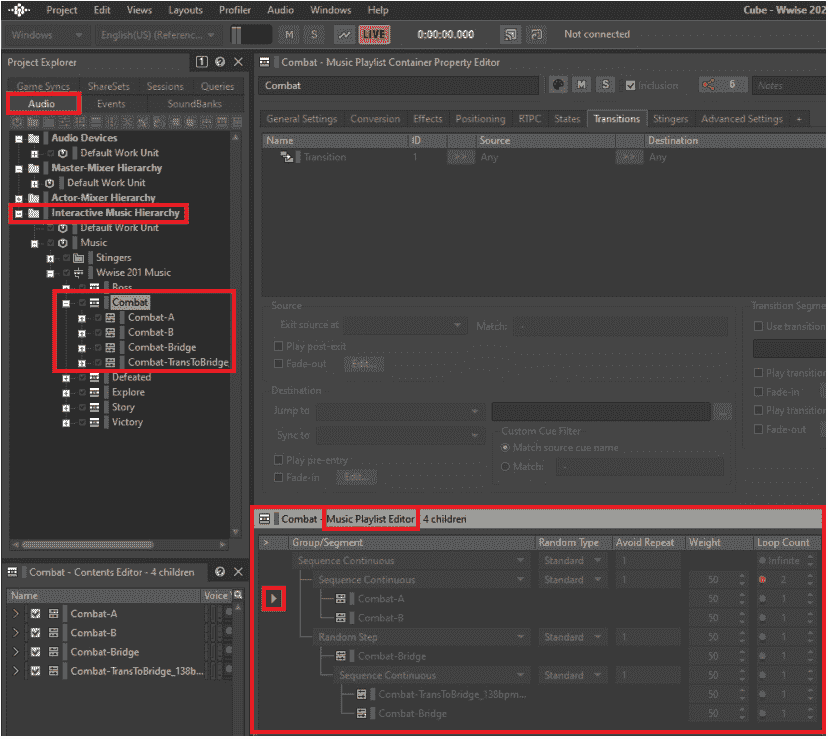 Project Edit Views Layouts Profiler Audio Windows Help Cube - Wwise 202
Windows English(US) (Referenc... M S LIVE 0:00:00.000 Not connected
Project Explorer 1 ?
Game Syncs ShareSets Sessions Queries
Audio Events SoundBanks
Audio Devices
Default Work Unit
Master-Mixer Hierarchy
Default Work Unit
Actor-Mixer Hierarchy
Interactive Music Hierarchy
Default Work Unit
Music
Stingers
Wwise 201 Music
Boss
Combat
Combat-A
Combat-B
Combat-Bridge
Combat-TransToBridge
Defeated
Explore
Story
Victory
Combat - Contents Editor - 4 children ?
Name Voice
Combat-A
Combat-B
Combat-Bridge
Combat-TransToBridge_138b...
Combat - Music Playlist Container Property Editor
Combat M S Inclusion 6 Notes
General Settings Conversion Effects Positioning RTPC States Transitions Stingers Advanced Settings +
Name ID Source Destination
Transition 1 >> Any >> Any
Source
Exit source at Match: -
Play post-exit
Fade-out Edit...
Destination
Jump to ...
Sync to
Custom Cue Filter
Match source cue name
Match: -
Play pre-entry
Fade-in Edit...
Transition Segme
Use transition
Play transition
Fade-in
Play transition
Fade-out
Combat - Music Playlist Editor 4 children
> Group/Segment Random Type Avoid Repeat Weight Loop Count
Sequence Continuous Standard 1 Infinite
Sequence Continuous Standard 1 50 2
Combat-A 50 1
Combat-B 50 1
Random Step Standard 1 50 1
Combat-Bridge 50 1
Sequence Continuous Standard 1 50 1
Combat-TransToBridge_138bpm... 50 1
Combat-Bridge 50 1